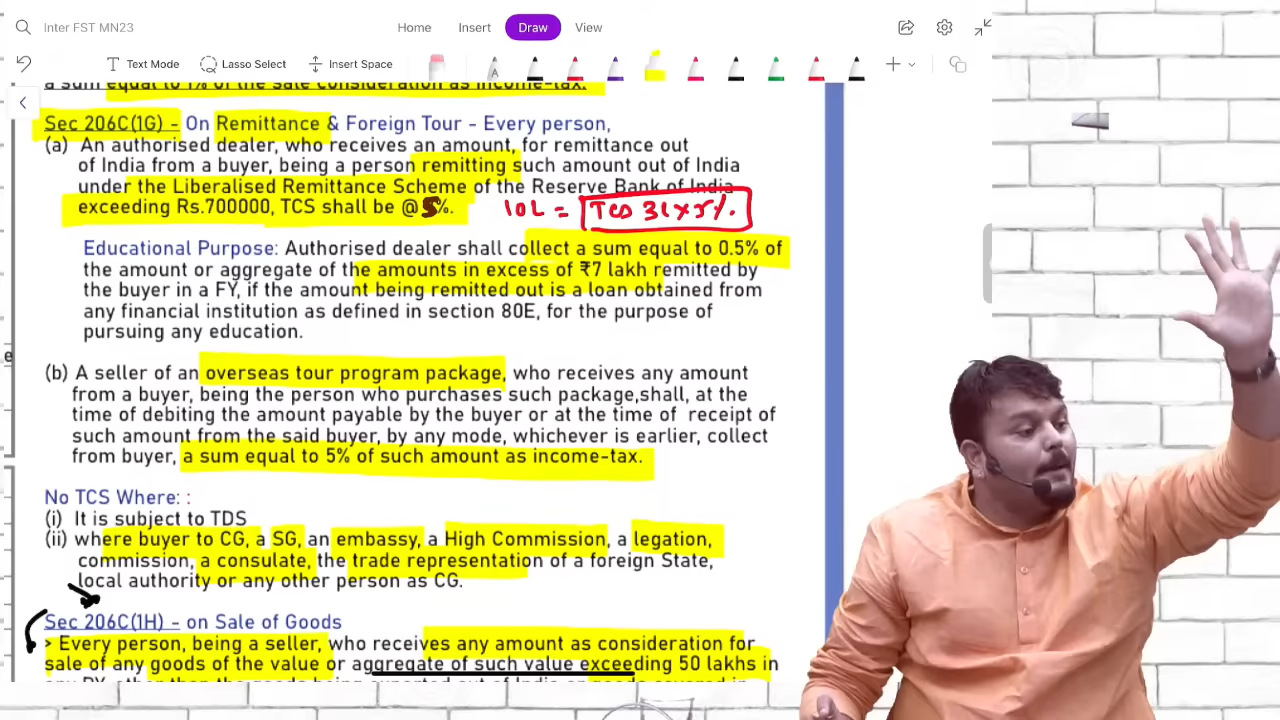 Inter FST MN23
Home Insert Draw View
Text Mode Lasso Select Insert Space
a sum equal to 1% of the sale consideration as income-tax.
Sec 206C(1G) - On Remittance & Foreign Tour - Every person,
(a) An authorised dealer, who receives an amount, for remittance out
of India from a buyer, being a person remitting such amount out of India
under the Liberalised Remittance Scheme of the Reserve Bank of India
exceeding Rs.700000, TCS shall be @5%. 10L = TCS 3L x 5%.
Educational Purpose: Authorised dealer shall collect a sum equal to 0.5% of
the amount or aggregate of the amounts in excess of ₹7 lakh remitted by
the buyer in a FY, if the amount being remitted out is a loan obtained from
any financial institution as defined in section 80E, for the purpose of
pursuing any education.
(b) A seller of an overseas tour program package, who receives any amount
from a buyer, being the person who purchases such package,shall, at the
time of debiting the amount payable by the buyer or at the time of receipt of
such amount from the said buyer, by any mode, whichever is earlier, collect
from buyer, a sum equal to 5% of such amount as income-tax.
No TCS Where: :
(i) It is subject to TDS
(ii) where buyer to CG, a SG, an embassy, a High Commission, a legation,
commission, a consulate, the trade representation of a foreign State,
local authority or any other person as CG.
Sec 206C(1H) - on Sale of Goods
> Every person, being a seller, who receives any amount as consideration for
sale of any goods of the value or aggregate of such value exceeding 50 lakhs in